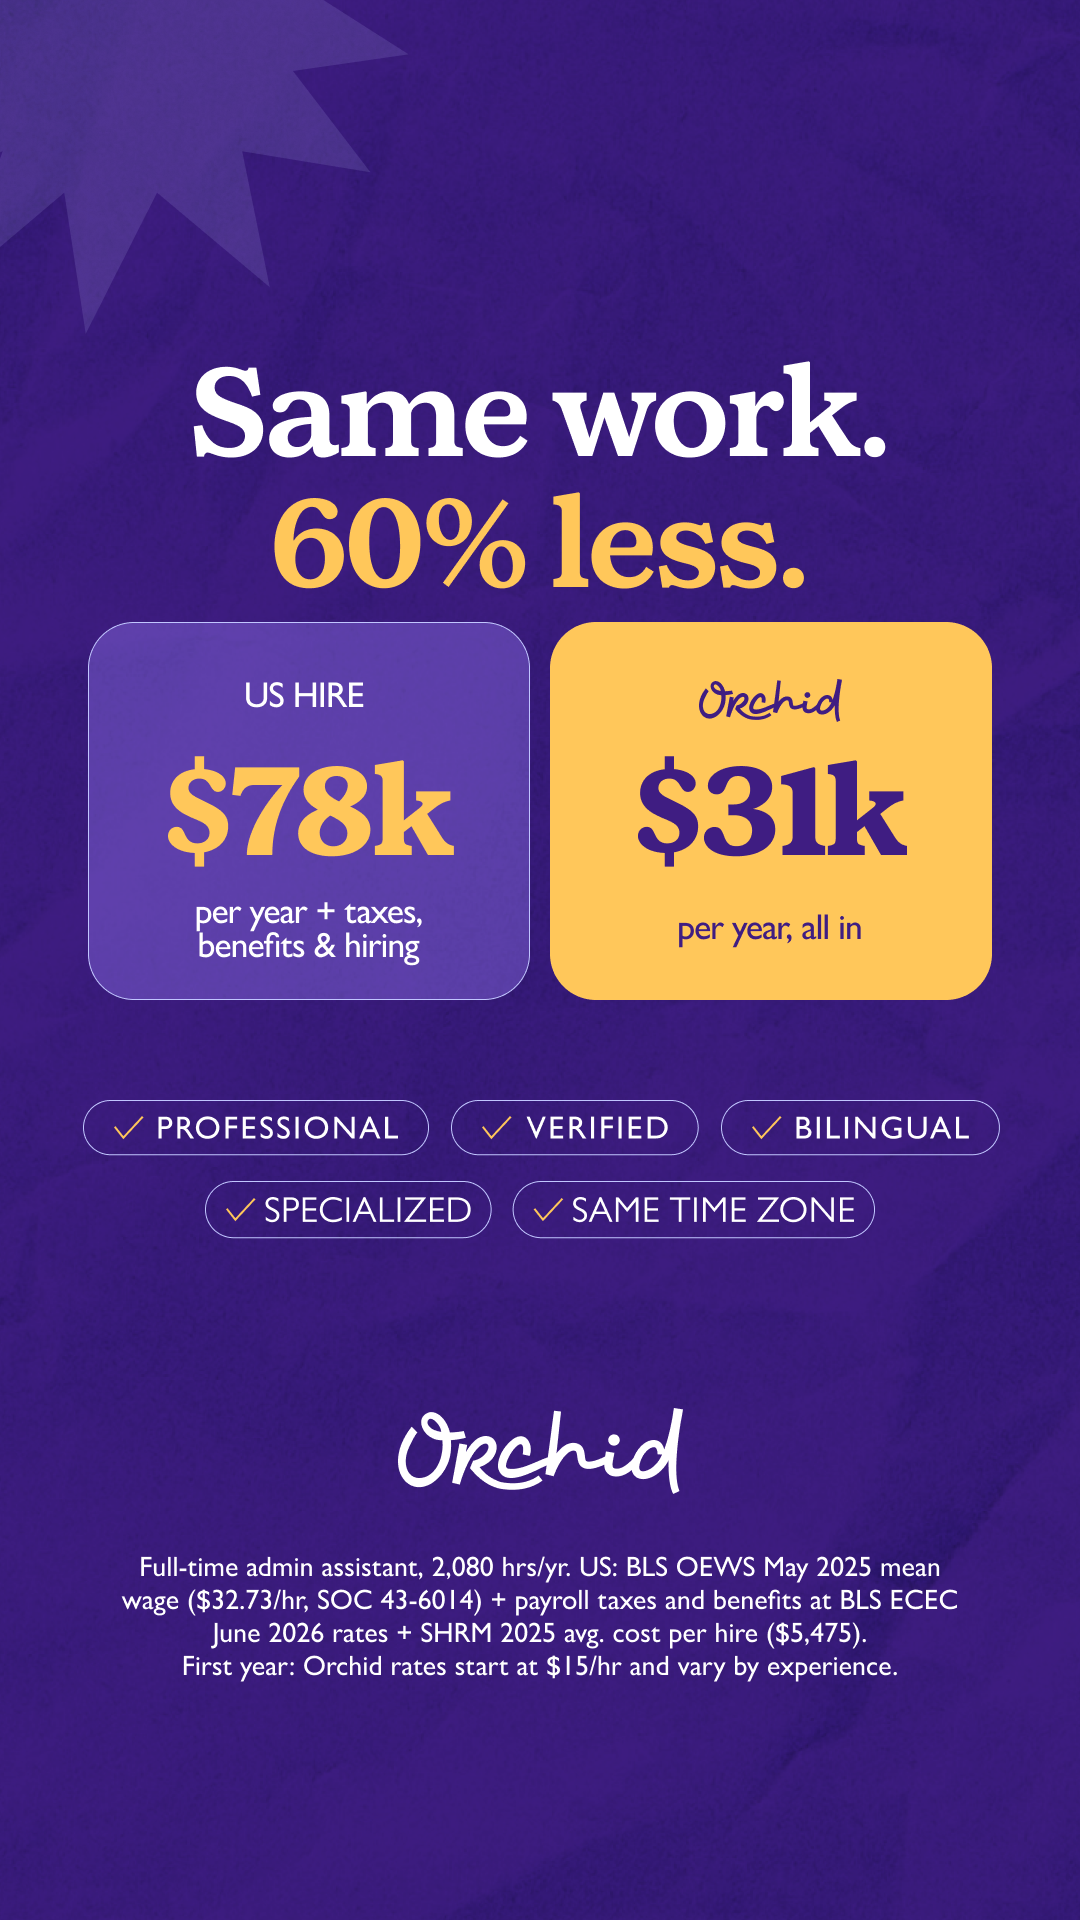 Same work.
60% less.
US HIRE
$78k
per year + taxes,
benefits & hiring
Orchid
$31k
per year, all in
✓ PROFESSIONAL
✓ VERIFIED
✓ BILINGUAL
✓ SPECIALIZED
✓ SAME TIME ZONE
Orchid
Full-time admin assistant, 2,080 hrs/yr. US: BLS OEWS May 2025 mean
wage ($32.73/hr, SOC 43-6014) + payroll taxes and benefits at BLS ECEC
June 2026 rates + SHRM 2025 avg. cost per hire ($5,475).
First year: Orchid rates start at $15/hr and vary by experience.